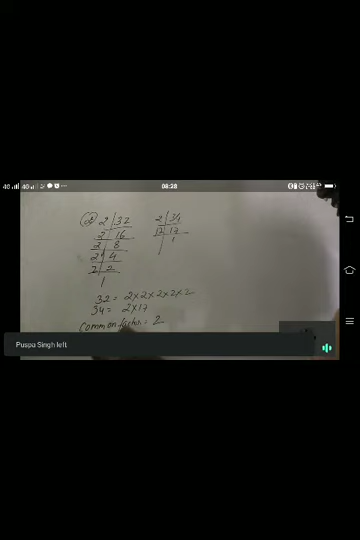 08:28
(2) 2 | 32
2 | 16
2 | 8
2 | 4
2 | 2
1
2 | 34
17 | 17
1
32 = 2×2×2×2×2
34 = 2×17
Common factor = 2
Puspa Singh left